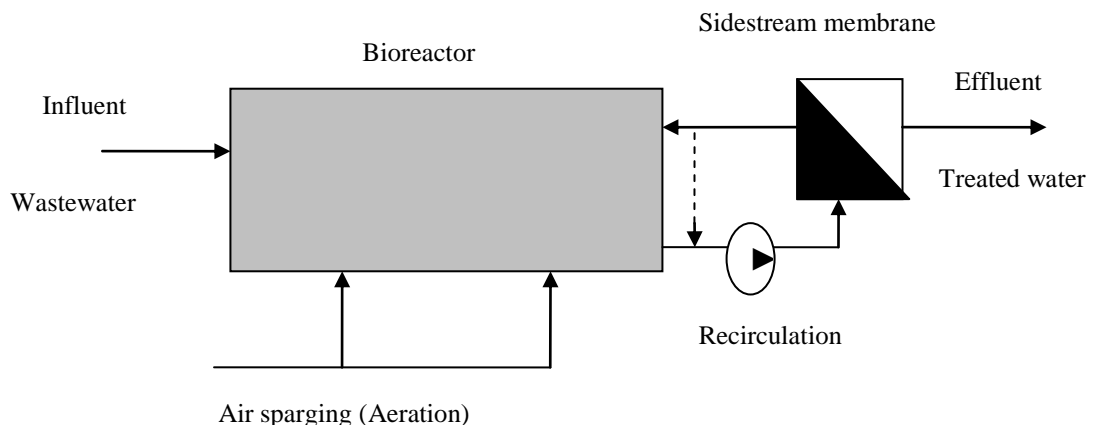 Sidestream membrane
Bioreactor
Influent
Effluent
Wastewater
Treated water
Recirculation
Air sparging (Aeration)